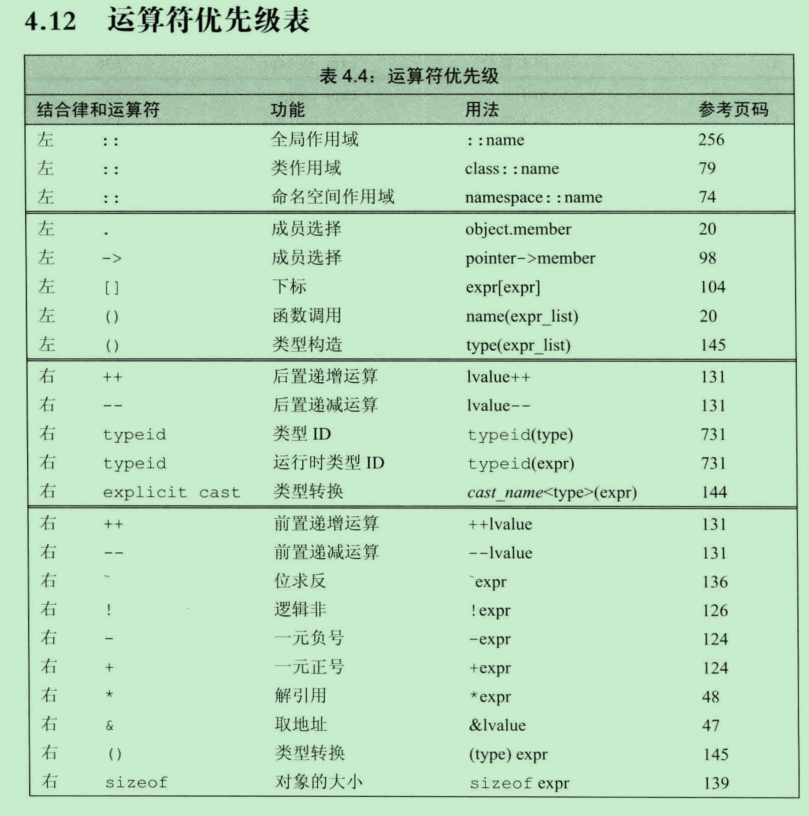 4.12 运算符优先级表
表 4.4：运算符优先级
结合律和运算符 功能 用法 参考页码
左 :: 全局作用域 ::name 256
左 :: 类作用域 class::name 79
左 :: 命名空间作用域 namespace::name 74
左 . 成员选择 object.member 20
左 -> 成员选择 pointer->member 98
左 [] 下标 expr[expr] 104
左 () 函数调用 name(expr_list) 20
左 () 类型构造 type(expr_list) 145
右 ++ 后置递增运算 lvalue++ 131
右 -- 后置递减运算 lvalue-- 131
右 typeid 类型 ID typeid(type) 731
右 typeid 运行时类型 ID typeid(expr) 731
右 explicit cast 类型转换 cast_name<type>(expr) 144
右 ++ 前置递增运算 ++lvalue 131
右 -- 前置递减运算 --lvalue 131
右 ~ 位求反 ~expr 136
右 ! 逻辑非 !expr 126
右 - 一元负号 -expr 124
右 + 一元正号 +expr 124
右 * 解引用 *expr 48
右 & 取地址 &lvalue 47
右 () 类型转换 (type) expr 145
右 sizeof 对象的大小 sizeof expr 139